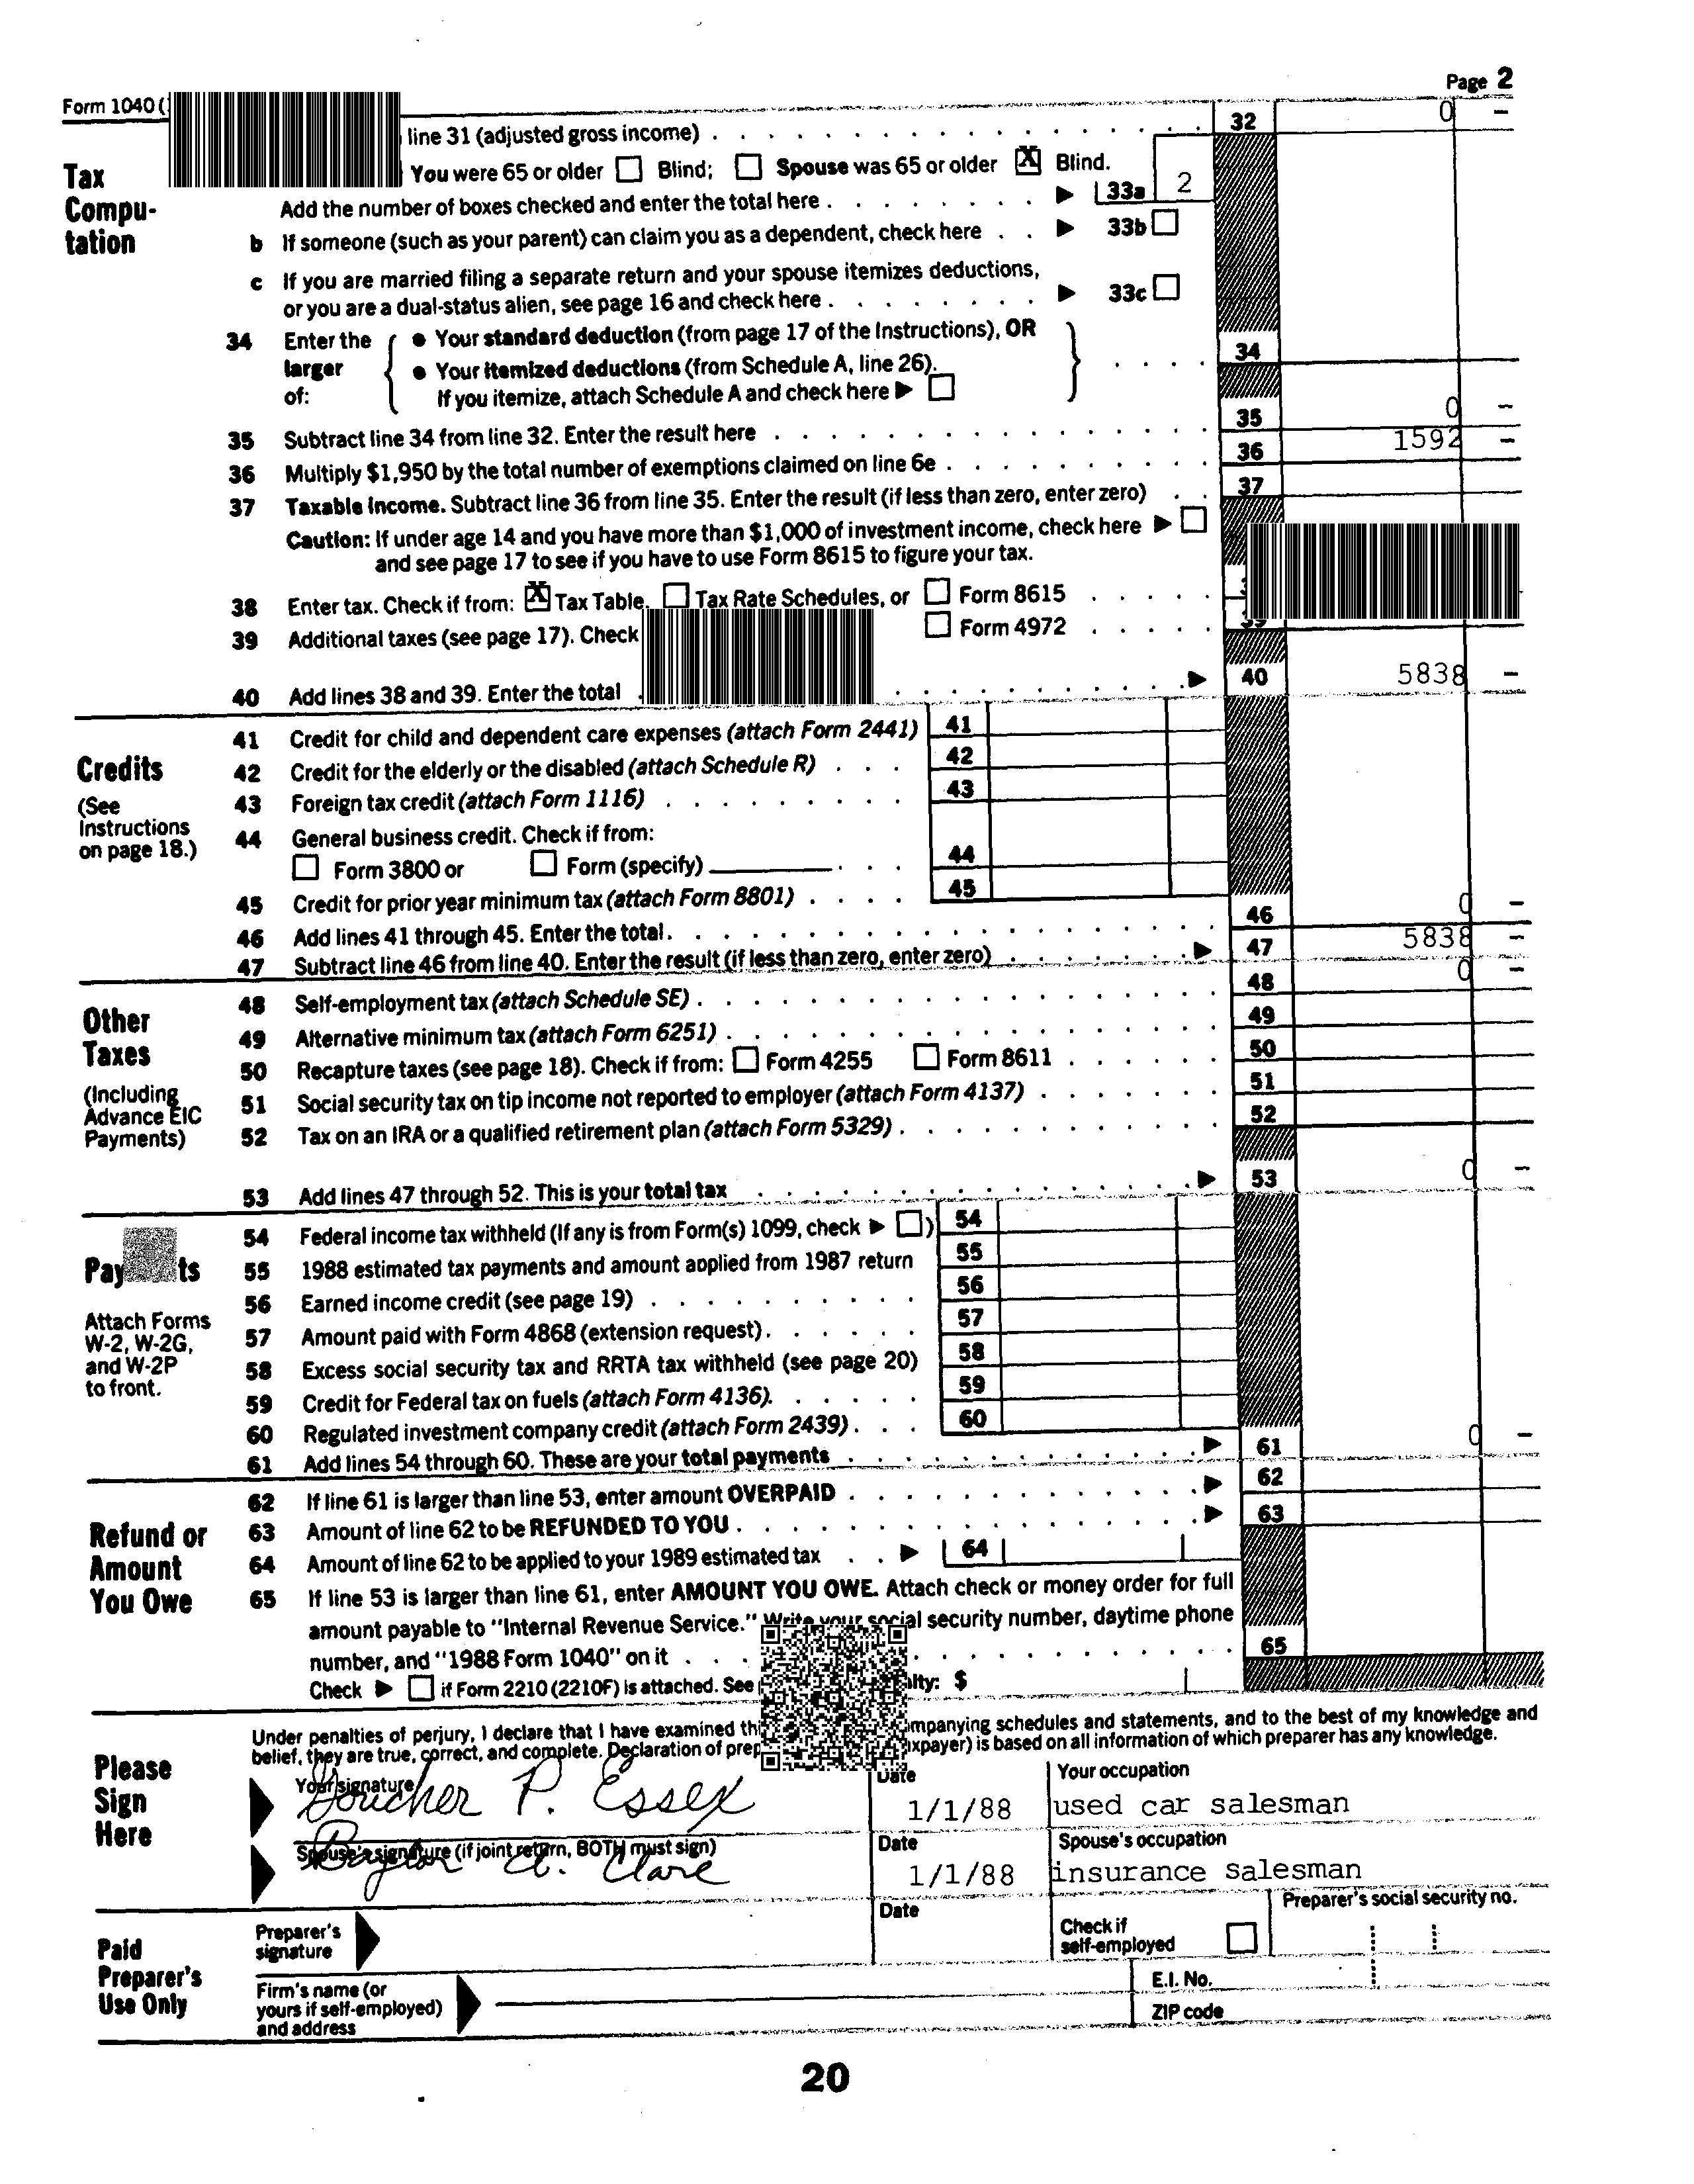 Page 2
Form 1040 (
line 31 (adjusted gross income) . . . 32 0 –
Tax Compu-tation
You were 65 or older Blind; Spouse was 65 or older X Blind.
Add the number of boxes checked and enter the total here . . . 33a 2
b If someone (such as your parent) can claim you as a dependent, check here . . 33b
c If you are married filing a separate return and your spouse itemizes deductions,
or you are a dual-status alien, see page 16 and check here . . . 33c
34 Enter the larger of:
• Your standard deduction (from page 17 of the Instructions), OR
• Your itemized deductions (from Schedule A, line 26).
If you itemize, attach Schedule A and check here
34
35 Subtract line 34 from line 32. Enter the result here . . . 35 0 –
36 Multiply $1,950 by the total number of exemptions claimed on line 6e . . . 36 1592 –
37 Taxable income. Subtract line 36 from line 35. Enter the result (if less than zero, enter zero) . . 37
Caution: If under age 14 and you have more than $1,000 of investment income, check here
and see page 17 to see if you have to use Form 8615 to figure your tax.
38 Enter tax. Check if from: X Tax Table, Tax Rate Schedules, or Form 8615 . . .
39 Additional taxes (see page 17). Check Form 4972 . . . 39
40 Add lines 38 and 39. Enter the total . . . 40 5838 –
Credits
(See Instructions on page 18.)
41 Credit for child and dependent care expenses (attach Form 2441) 41
42 Credit for the elderly or the disabled (attach Schedule R) . . . 42
43 Foreign tax credit (attach Form 1116) . . . 43
44 General business credit. Check if from:
Form 3800 or Form (specify) . . . 44
45 Credit for prior year minimum tax (attach Form 8801) . . . 45
46 Add lines 41 through 45. Enter the total . . . 46 0 –
47 Subtract line 46 from line 40. Enter the result (if less than zero, enter zero) . . . 47 5838 –
Other Taxes
(Including Advance EIC Payments)
48 Self-employment tax (attach Schedule SE) . . . 48 0 –
49 Alternative minimum tax (attach Form 6251) . . . 49
50 Recapture taxes (see page 18). Check if from: Form 4255 Form 8611 . . . 50
51 Social security tax on tip income not reported to employer (attach Form 4137) . . . 51
52 Tax on an IRA or a qualified retirement plan (attach Form 5329) . . . 52
53 Add lines 47 through 52. This is your total tax . . . 53 0 –
Pay ts
Attach Forms W-2, W-2G, and W-2P to front.
54 Federal income tax withheld (If any is from Form(s) 1099, check ) 54
55 1988 estimated tax payments and amount applied from 1987 return 55
56 Earned income credit (see page 19) . . . 56
57 Amount paid with Form 4868 (extension request) . . . 57
58 Excess social security tax and RRTA tax withheld (see page 20) 58
59 Credit for Federal tax on fuels (attach Form 4136). . . . 59
60 Regulated investment company credit (attach Form 2439) . . . 60
61 Add lines 54 through 60. These are your total payments . . . 61 0 –
Refund or Amount You Owe
62 If line 61 is larger than line 53, enter amount OVERPAID . . . 62
63 Amount of line 62 to be REFUNDED TO YOU . . . 63
64 Amount of line 62 to be applied to your 1989 estimated tax . . 64
65 If line 53 is larger than line 61, enter AMOUNT YOU OWE. Attach check or money order for full
amount payable to "Internal Revenue Service." Write your social security number, daytime phone
number, and "1988 Form 1040" on it . . . 65
Check if Form 2210 (2210F) is attached. See alty: $
Please Sign Here
Under penalties of perjury, I declare that I have examined th mpanying schedules and statements, and to the best of my knowledge and
belief, they are true, correct, and complete. Declaration of prep xpayer) is based on all information of which preparer has any knowledge.
Your signature P. Essex Date 1/1/88 Your occupation used car salesman
Spouse's signature (if joint return, BOTH must sign) Clare Date 1/1/88 Spouse's occupation insurance salesman
Paid Preparer's Use Only
Preparer's signature Date Check if self-employed Preparer's social security no.
Firm's name (or yours if self-employed) and address E.I. No.
ZIP code
20